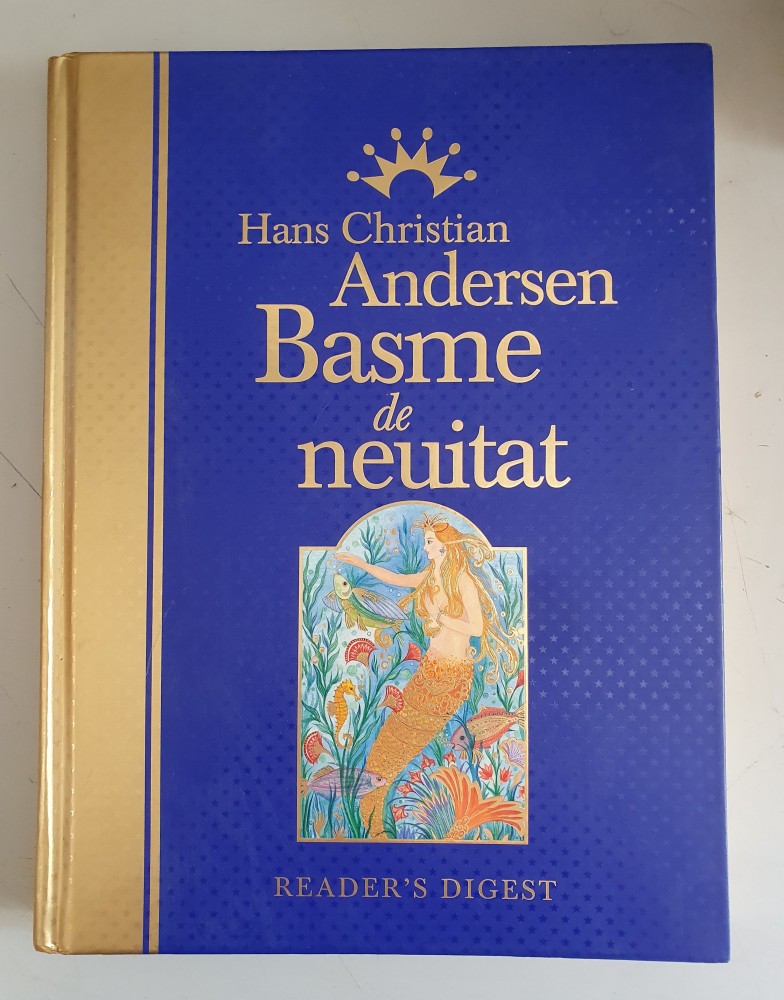 Hans Christian
Andersen
Basme
de
neuitat
READER'S DIGEST